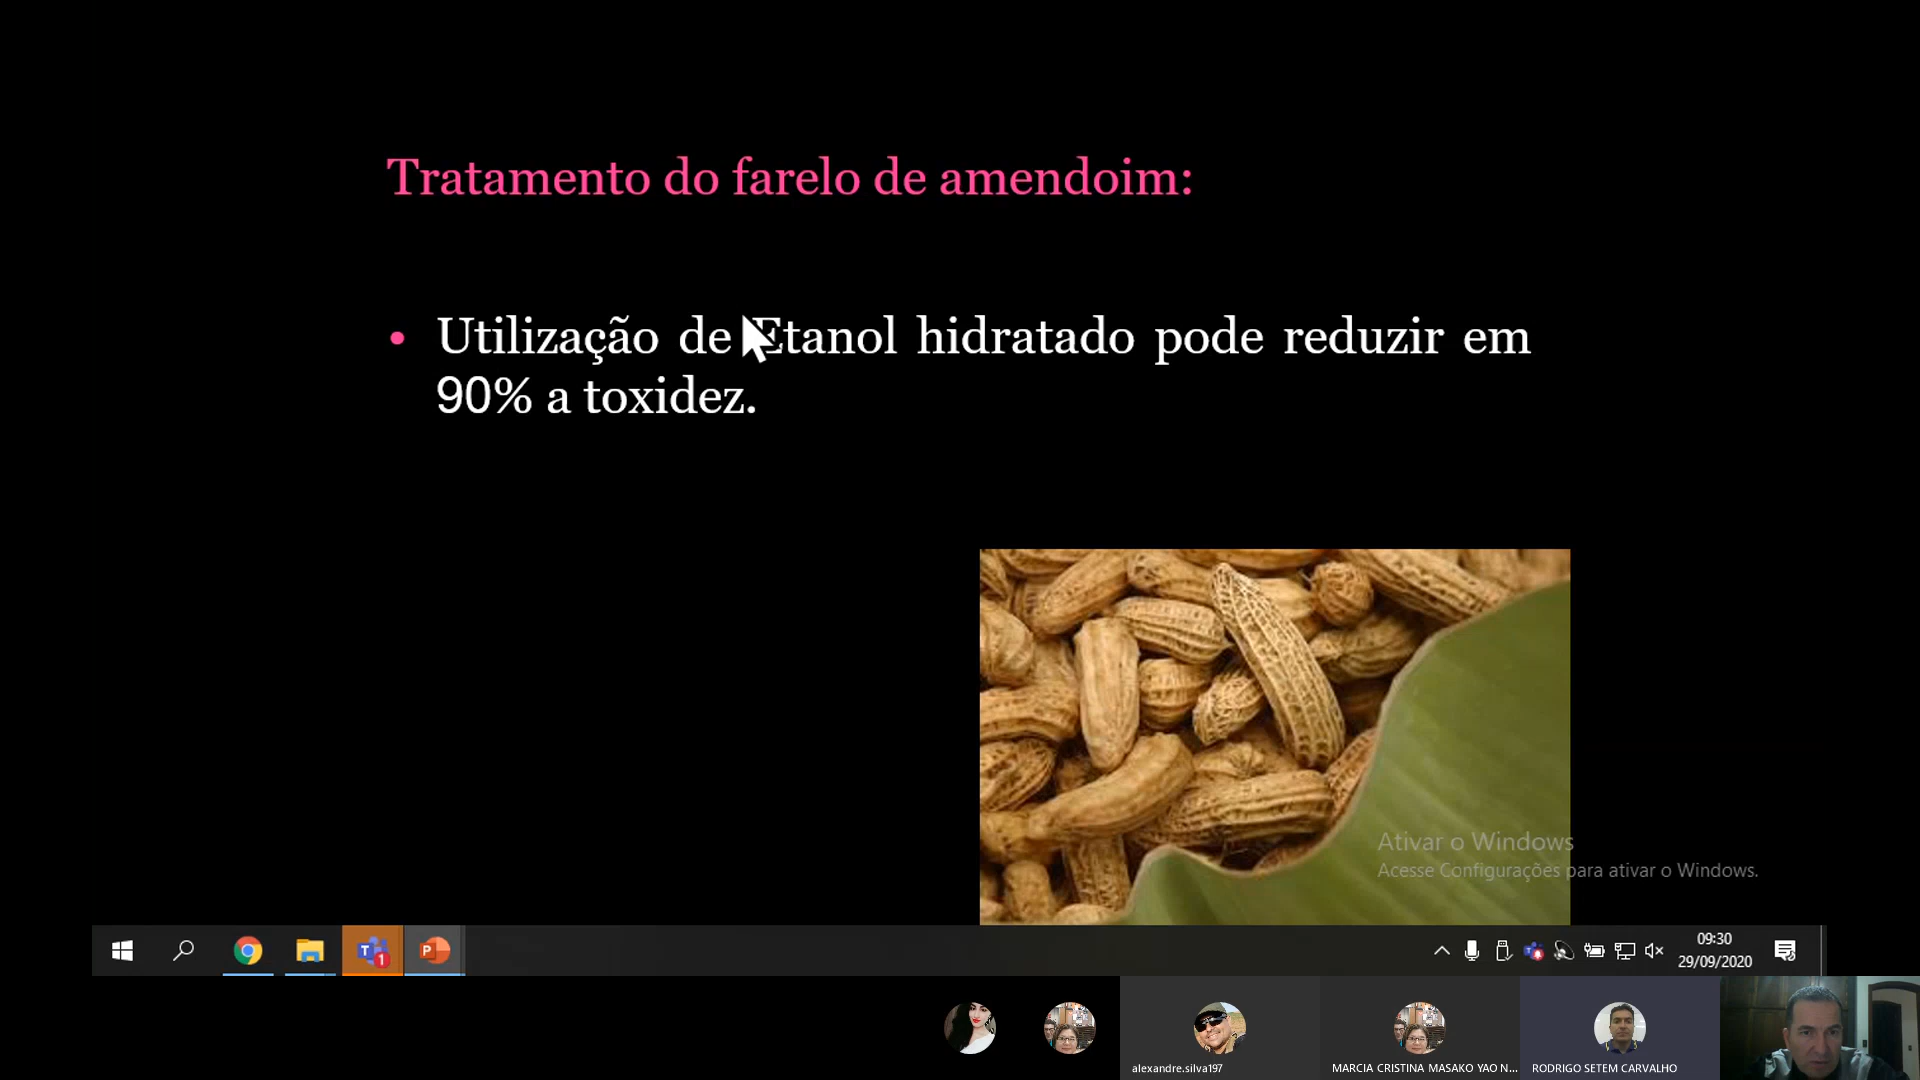 Tratamento do farelo de amendoim:
• Utilização de Etanol hidratado pode reduzir em
90% a toxidez.
Ativar o Windows
Acesse Configurações para ativar o Windows.
09:30
29/09/2020
alexandre.silva197
MARCIA CRISTINA MASAKO YAO N...
RODRIGO SETEM CARVALHO